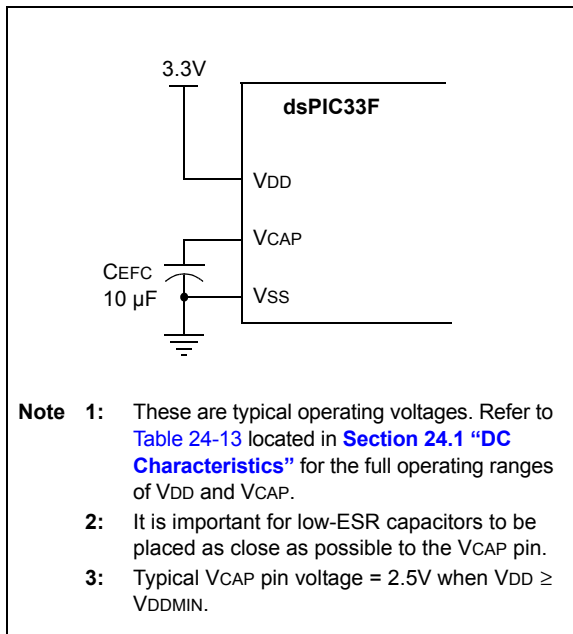 3.3V
dsPIC33F
VDD
VCAP
CEFC
10 µF
VSS
Note 1: These are typical operating voltages. Refer to
Table 24-13 located in Section 24.1 “DC
Characteristics” for the full operating ranges
of VDD and VCAP.
2: It is important for low-ESR capacitors to be
placed as close as possible to the VCAP pin.
3: Typical VCAP pin voltage = 2.5V when VDD ≥
VDDMIN.